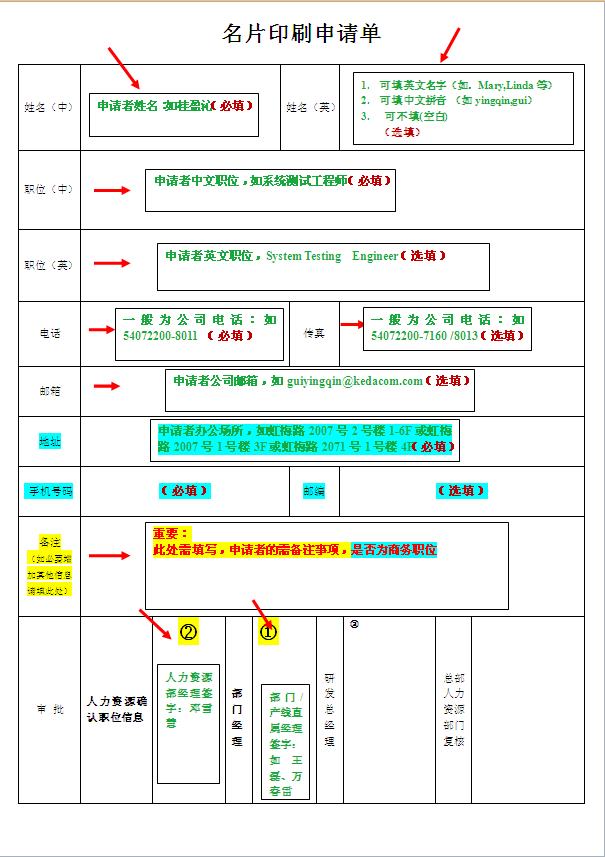 名片印刷申请单
姓名（中）
申请者姓名:如桂盈沁（必填）
姓名（英）
1. 可填英文名字（如. Mary,Linda 等）
2. 可填中文拼音 （如 yingqin,gui）
3. 可不填(空白)
（选填）
职位（中）
申请者中文职位，如系统测试工程师（必填）
职位（英）
申请者英文职位，System Testing Engineer（选填）
电话
一般为公司电话：如
54072200-8011 （必填）
传真
一般为公司电话：如
54072200-7160 /8013（选填）
邮箱
申请者公司邮箱，如 guiyingqin@kedacom.com（选填）
地址
申请者办公场所，如虹梅路 2007 号 2 号楼 1-6F 或虹梅
路 2007 号 1 号楼 3F 或虹梅路 2071 号 1 号楼 4F（必填）
手机号码
（必填）
邮编
（选填）
备注
（如必要增
加其他信息
请填此处）
重要：
此处需填写，申请者的需备注事项，是否为商务职位
审 批
人力资源确
认职位信息
②
人力资源
部经理签
字：邓雷
慧
部
门
经
理
①
部门/
产线直
属经理
签字：
如 王
磊、万
春雷
研
发
总
经
理
③
总部
人力
资源
部门
复核